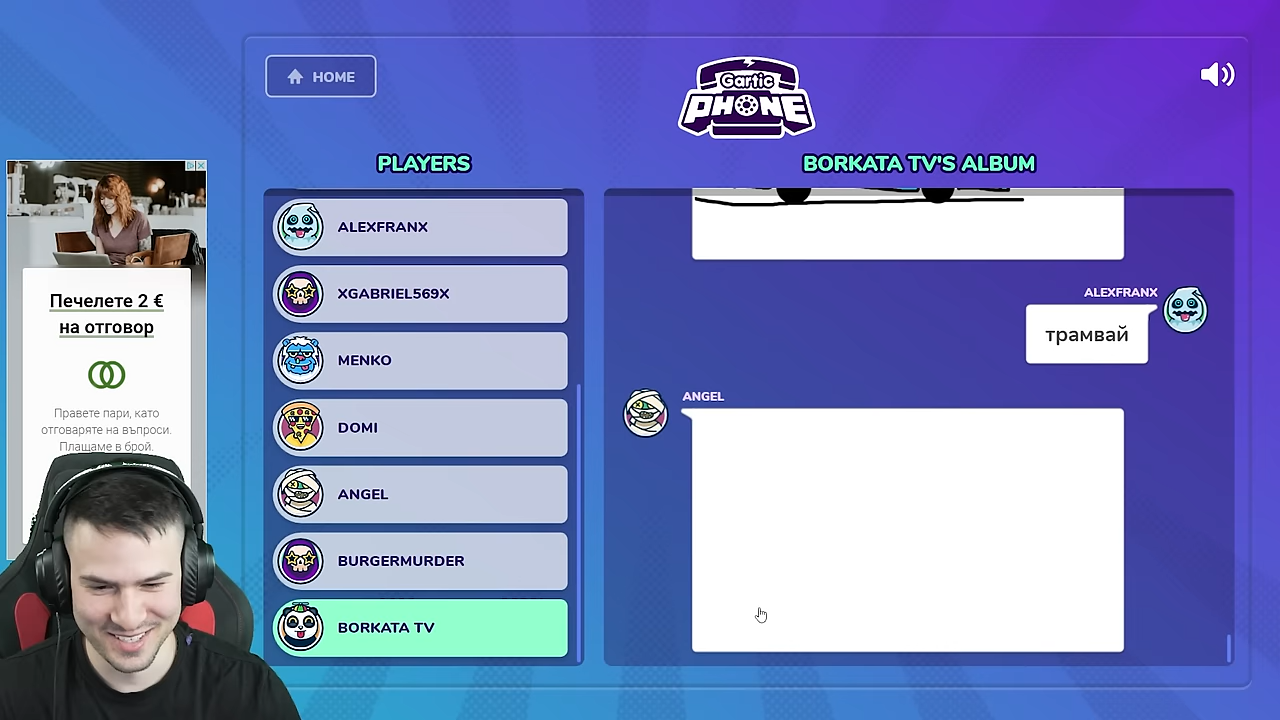 HOME
Gartic
PHONE
PLAYERS
BORKATA TV'S ALBUM
ALEXFRANX
XGABRIEL569X
MENKO
DOMI
ANGEL
BURGERMURDER
BORKATA TV
ALEXFRANX
трамвай
ANGEL
Печелете 2 €
на отговор
Правете пари, като
отговаряте на въпроси.
Плащаме в брой.